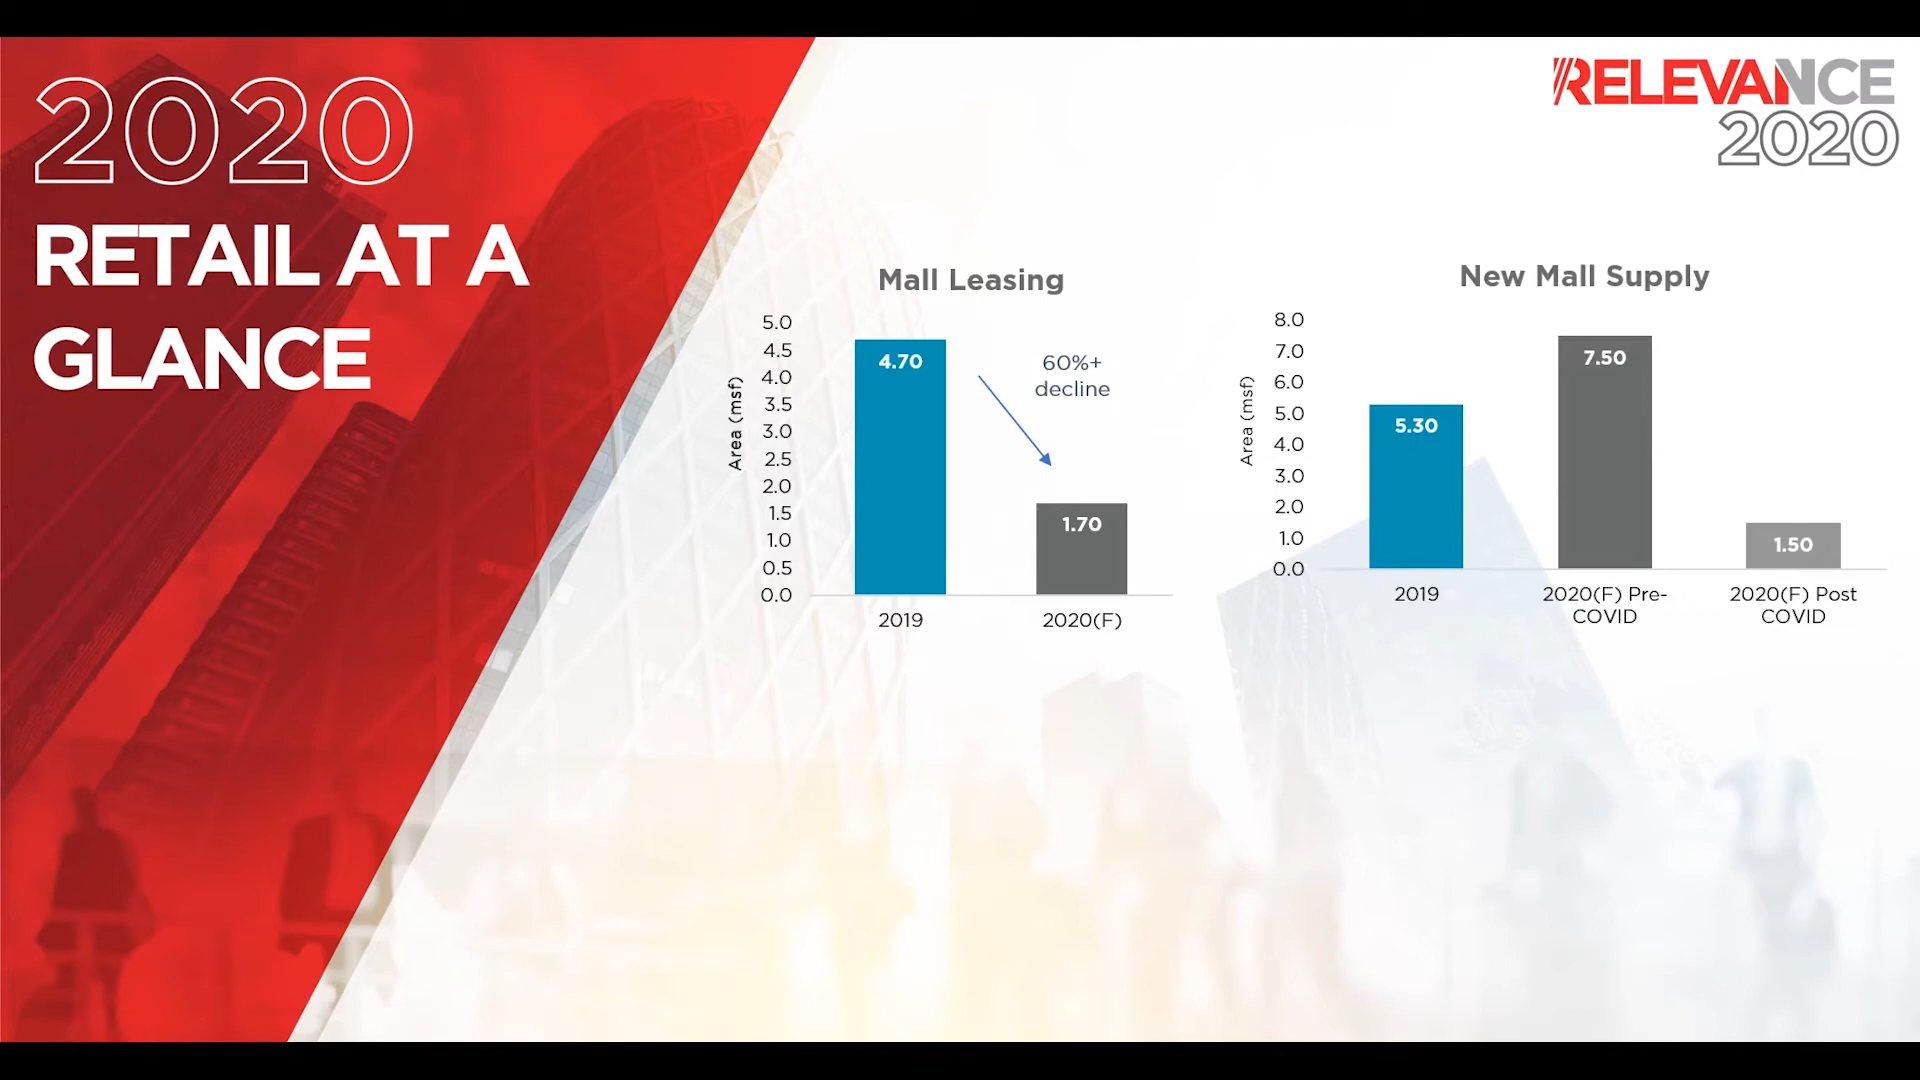 2020
RETAIL AT A
GLANCE
RELEVANCE
2020
Mall Leasing
Area (msf)
5.0
4.5
4.0
3.5
3.0
2.5
2.0
1.5
1.0
0.5
0.0
4.70
60%+
decline
1.70
2019
2020(F)
New Mall Supply
Area (msf)
8.0
7.0
6.0
5.0
4.0
3.0
2.0
1.0
0.0
5.30
7.50
1.50
2019
2020(F) Pre-
COVID
2020(F) Post
COVID